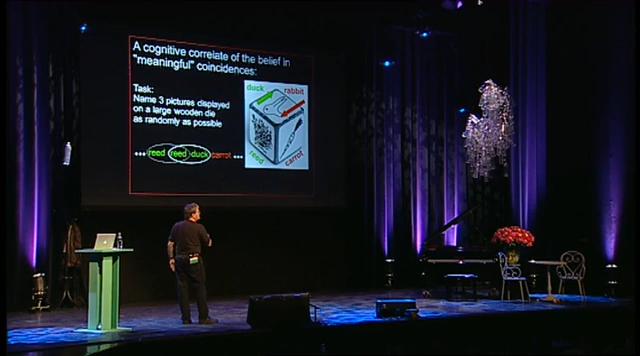 A cognitive correlate of the belief in
"meaningful" coincidences:
Task:
Name 3 pictures displayed
on a large wooden die
as randomly as possible
duck rabbit
reed carrot
••• reed reed duck carrot •••